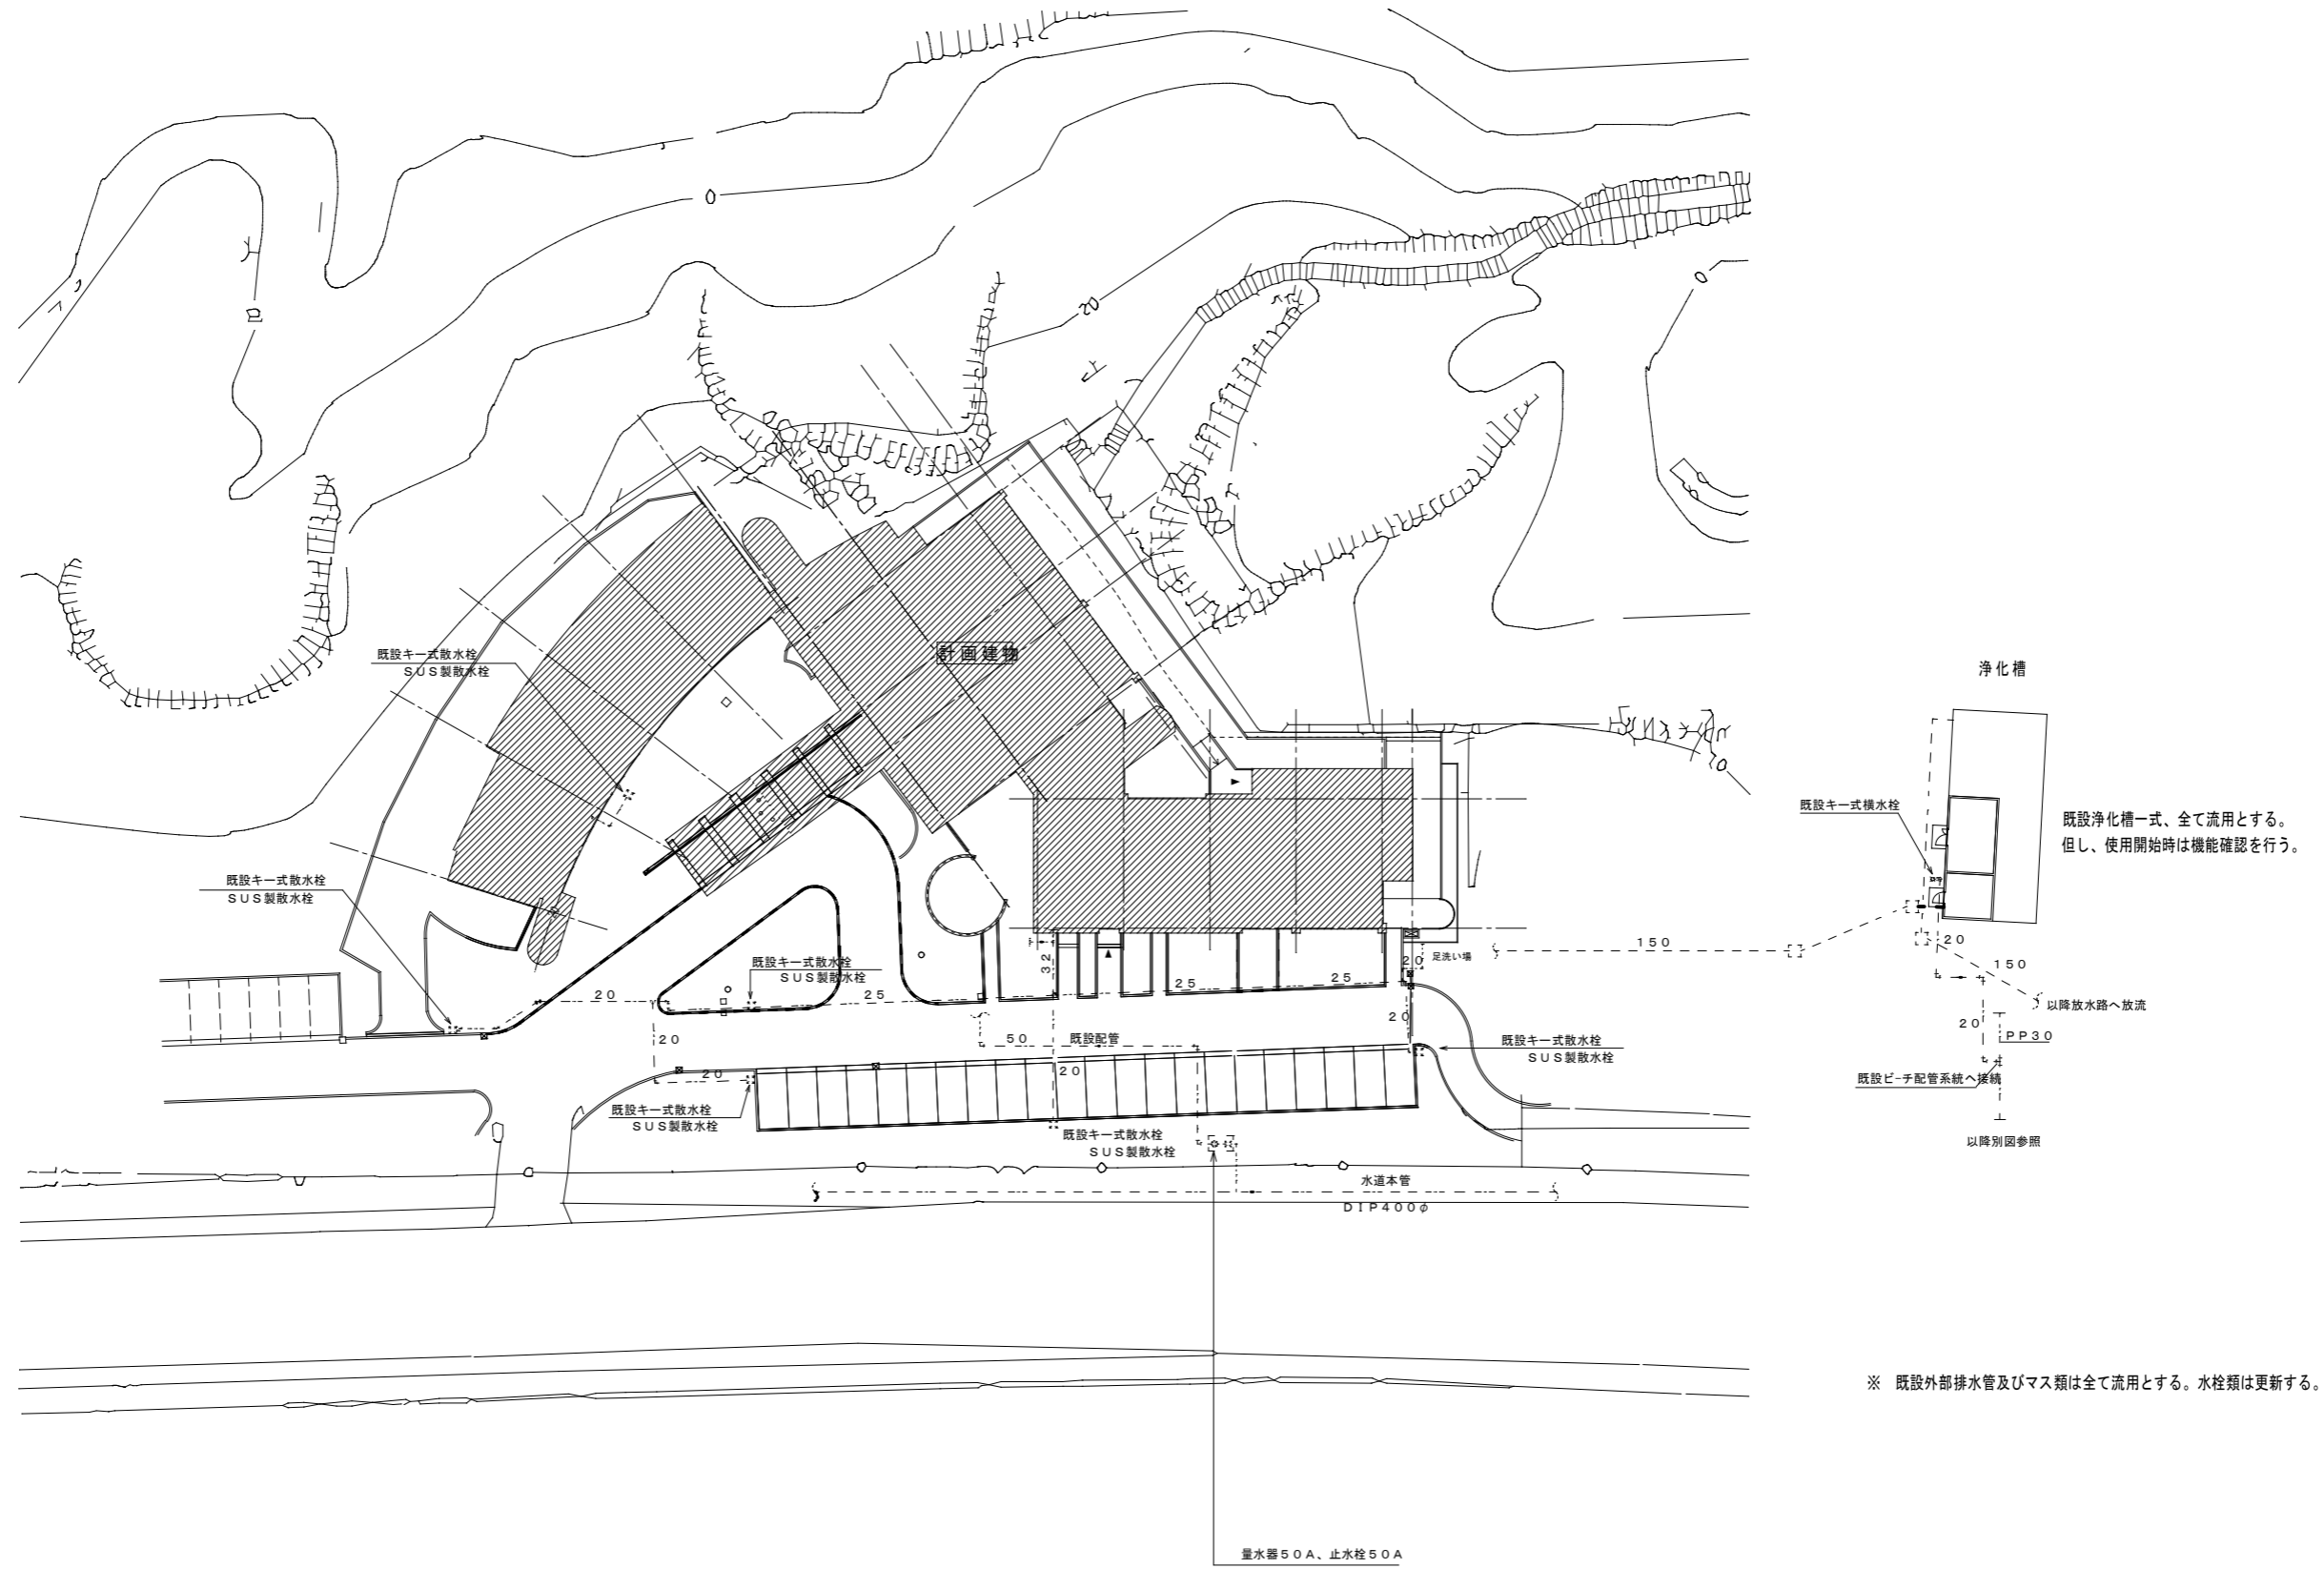 0
20
0
既設キー式散水栓
SUS製散水栓
計画建物
浄化槽
0
既設キー式横水栓
既設浄化槽一式、全て流用とする。
但し、使用開始時は機能確認を行う。
既設キー式散水栓
SUS製散水栓
150
20
150
32
20
足洗い場
既設キー式散水栓
SUS製散水栓
20
25
25
25
以降放水路へ放流
20
20
20
PP30
50
既設配管
既設キー式散水栓
SUS製散水栓
20
20
既設ビーチ配管系統へ接続
既設キー式散水栓
SUS製散水栓
既設キー式散水栓
SUS製散水栓
以降別図参照
水道本管
DIP400φ
※ 既設外部排水管及びマス類は全て流用とする。水栓類は更新する。
量水器50A、止水栓50A